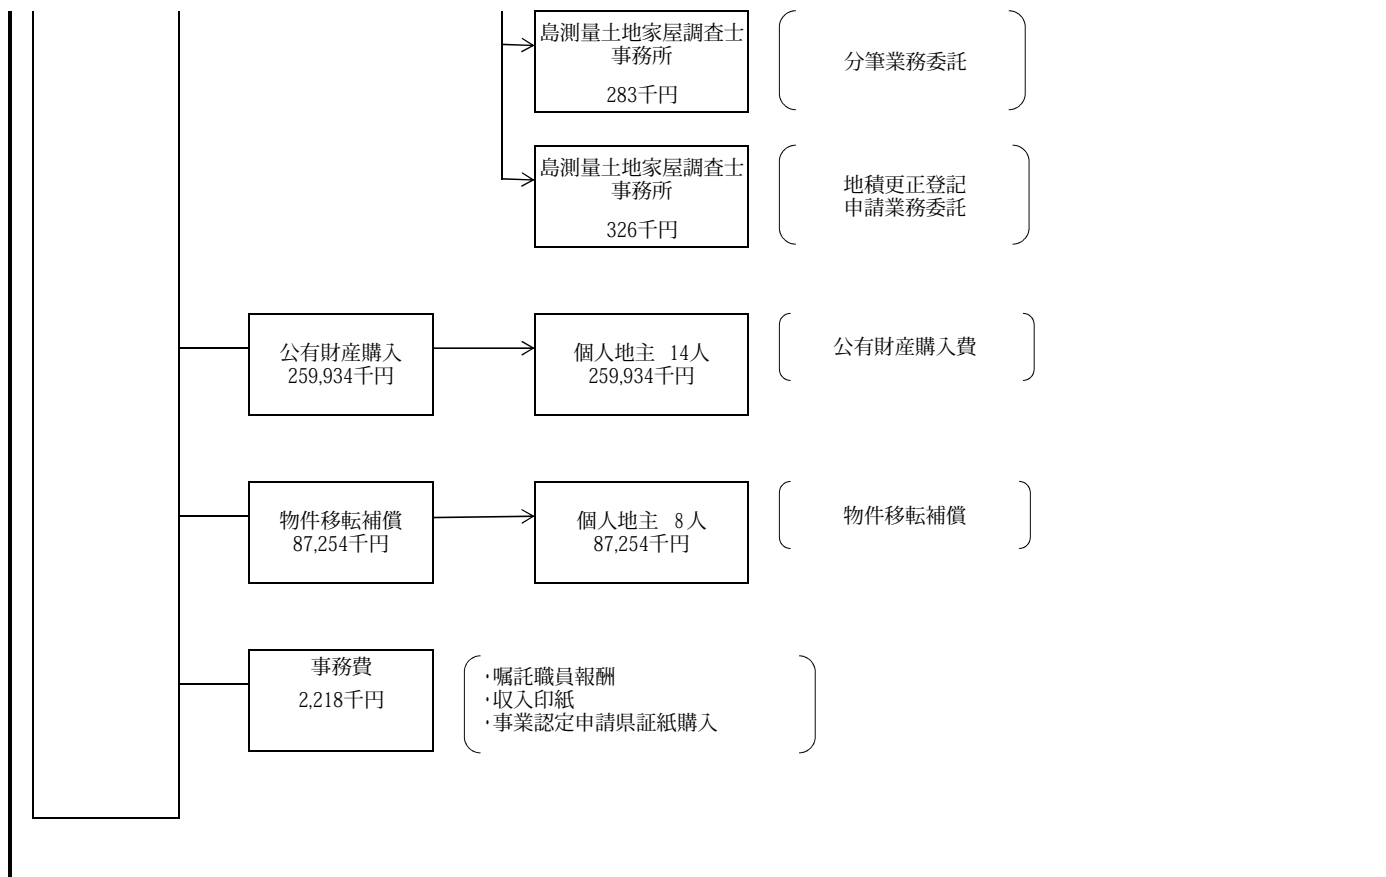 島測量土地家屋調査士
事務所
283千円
分筆業務委託
島測量土地家屋調査士
事務所
326千円
地積更正登記
申請業務委託
公有財産購入
259,934千円
個人地主 14人
259,934千円
公有財産購入費
物件移転補償
87,254千円
個人地主 8人
87,254千円
物件移転補償
事務費
2,218千円
・嘱託職員報酬
・収入印紙
・事業認定申請県証紙購入